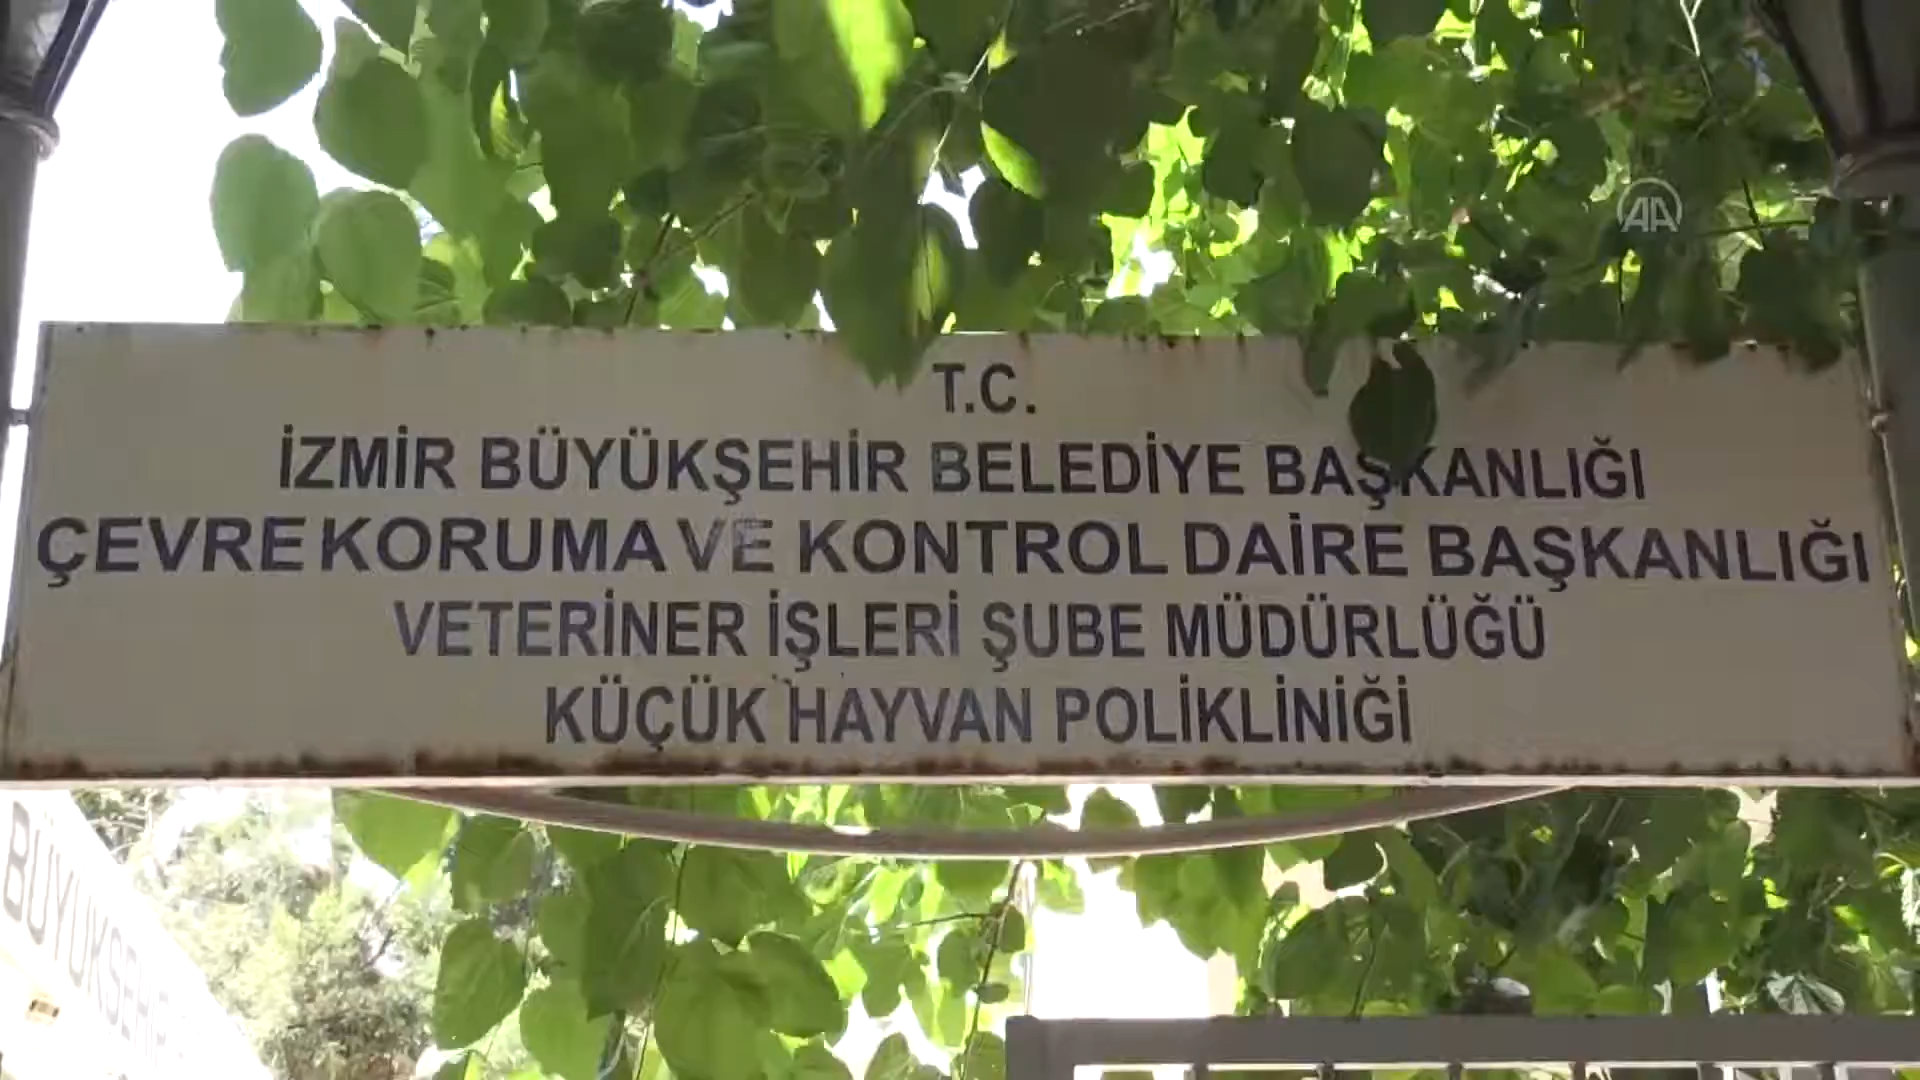 AA
T.C.
İZMİR BÜYÜKŞEHİR BELEDİYE BAŞKANLIĞI
ÇEVRE KORUMA VE KONTROL DAİRE BAŞKANLIĞI
VETERİNER İŞLERİ ŞUBE MÜDÜRLÜĞÜ
KÜÇÜK HAYVAN POLİKLİNİĞİ
BÜYÜKŞEHİR